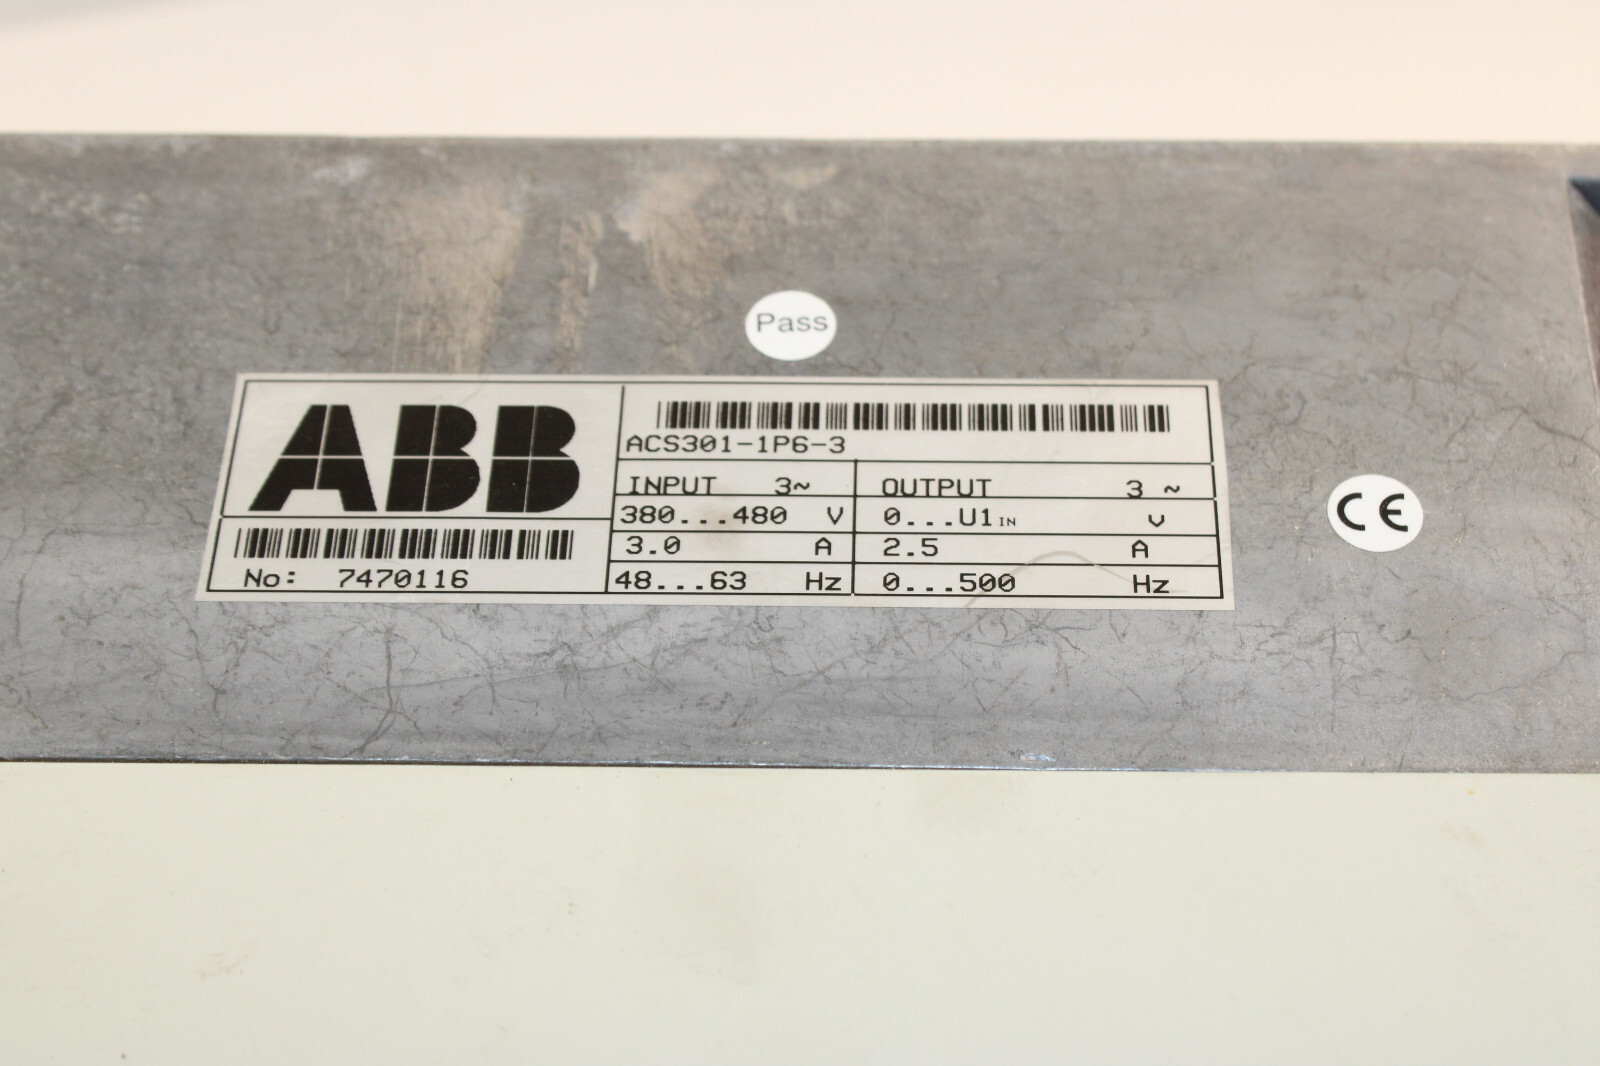 Pass
ABB
ACS301-1P6-3
INPUT 3~
OUTPUT 3 ~
380...480 V
0...U1IN V
3.0 A
2.5 A
48...63 Hz
0...500 Hz
No: 7470116
CE